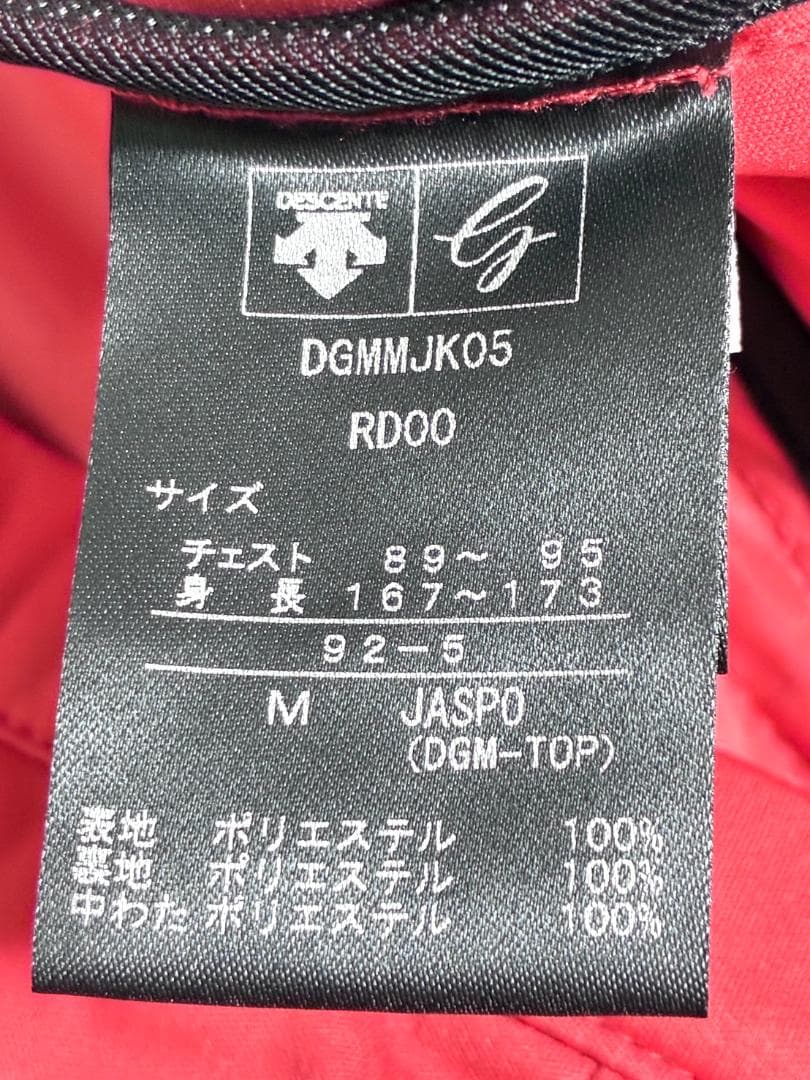 DESCENTE
G
DGMMJK05
RD00
サイズ
チェスト 89～ 95
身 長 167～173
92-5
M JASPO
(DGM-TOP)
表地 ポリエステル 100%
裏地 ポリエステル 100%
中わた ポリエステル 100%